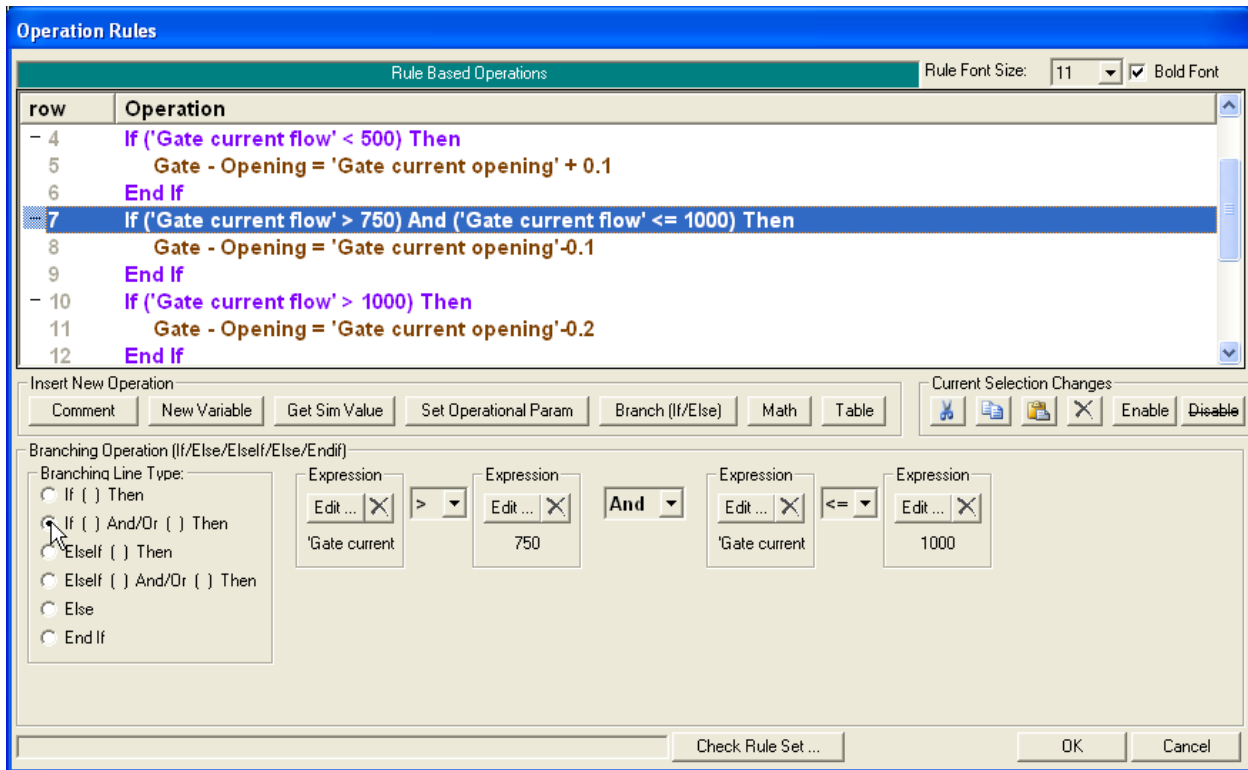 Operation Rules
Rule Based Operations Rule Font Size: 11 Bold Font
row Operation
4 If ('Gate current flow' < 500) Then
5 Gate - Opening = 'Gate current opening' + 0.1
6 End If
7 If ('Gate current flow' > 750) And ('Gate current flow' <= 1000) Then
8 Gate - Opening = 'Gate current opening'-0.1
9 End If
10 If ('Gate current flow' > 1000) Then
11 Gate - Opening = 'Gate current opening'-0.2
12 End If
Insert New Operation Current Selection Changes
Comment New Variable Get Sim Value Set Operational Param Branch (If/Else) Math Table Enable Disable
Branching Operation (If/Else/ElseIf/Else/Endif)
Branching Line Type: Expression Expression Expression Expression
If ( ) Then
Edit ... > Edit ... And Edit ... <= Edit ...
If ( ) And/Or ( ) Then
'Gate current 750 'Gate current 1000
ElseIf ( ) Then
ElseIf ( ) And/Or ( ) Then
Else
End If
Check Rule Set ... OK Cancel